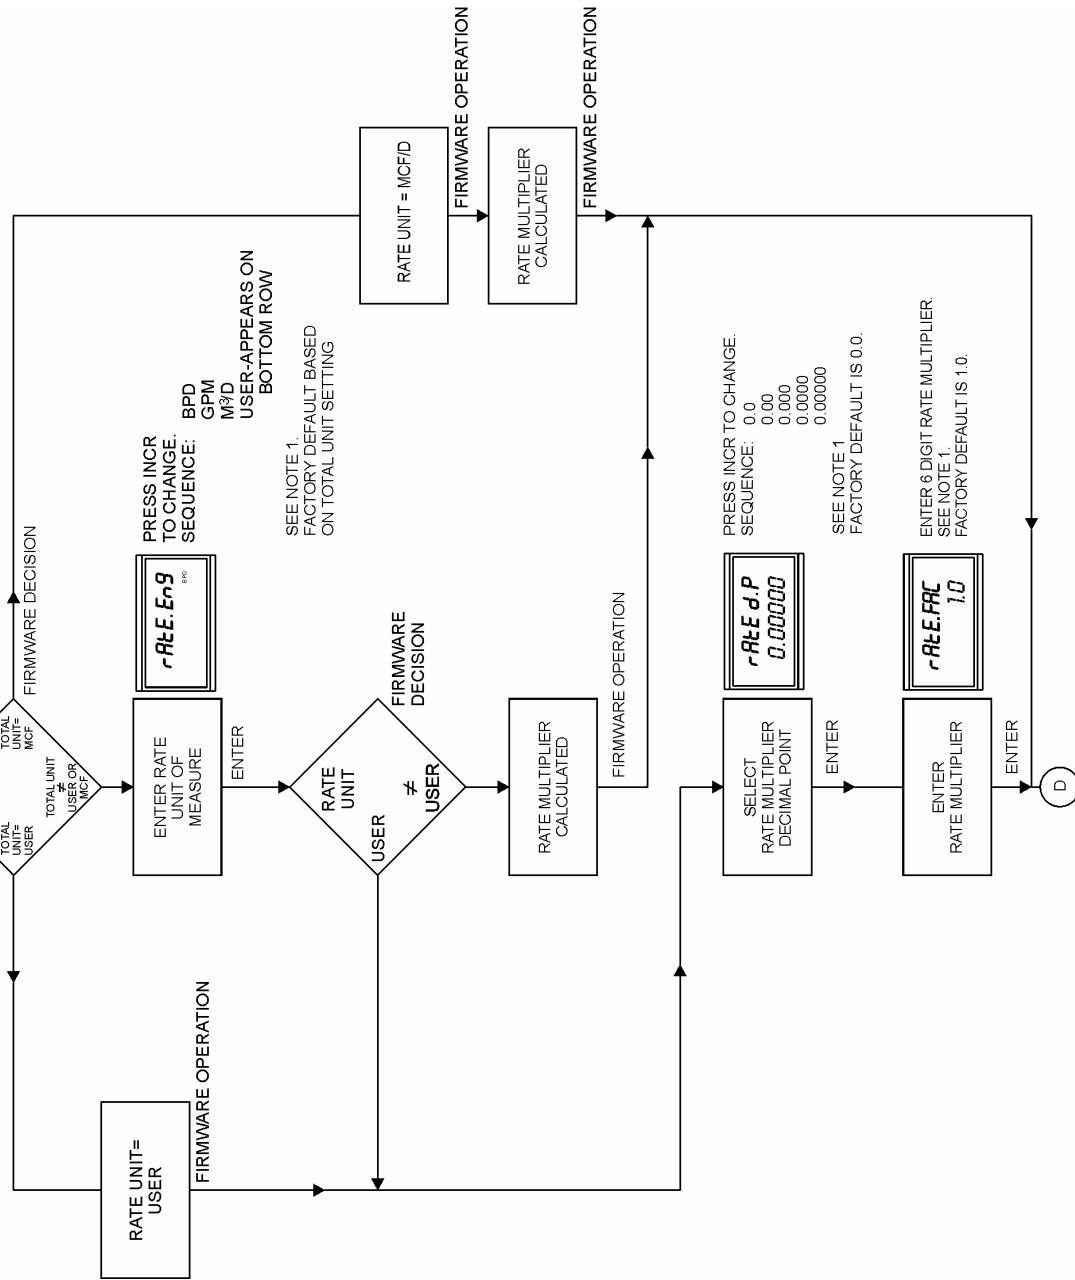 TOTAL
UNIT=
USER
TOTAL UNIT
≠
USER OR
MCF
TOTAL
UNIT=
MCF
FIRMWARE DECISION
RATE UNIT=
USER
FIRMWARE OPERATION
ENTER RATE
UNIT OF
MEASURE
ENTER
rAtE.Eng
BPD
PRESS INCR
TO CHANGE.
SEQUENCE:
BPD
GPM
M³/D
USER-APPEARS ON
BOTTOM ROW
SEE NOTE 1.
FACTORY DEFAULT BASED
ON TOTAL UNIT SETTING
RATE
UNIT
USER
≠
USER
FIRMWARE
DECISION
RATE UNIT = MCF/D
FIRMWARE OPERATION
RATE MULTIPLIER
CALCULATED
FIRMWARE OPERATION
RATE MULTIPLIER
CALCULATED
FIRMWARE OPERATION
SELECT
RATE MULTIPLIER
DECIMAL POINT
ENTER
rAtE d.P
0.00000
PRESS INCR TO CHANGE.
SEQUENCE: 0.0
0.00
0.000
0.0000
0.00000
SEE NOTE 1
FACTORY DEFAULT IS 0.0.
ENTER
RATE MULTIPLIER
ENTER
rAtE.FAC
1.0
ENTER 6 DIGIT RATE MULTIPLIER.
SEE NOTE 1.
FACTORY DEFAULT IS 1.0.
D